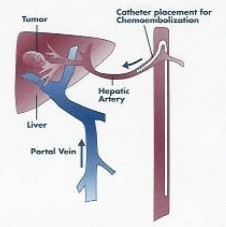 Tumor
Catheter placement for
Chemoembolization
Hepatic
Artery
Liver
Portal Vein